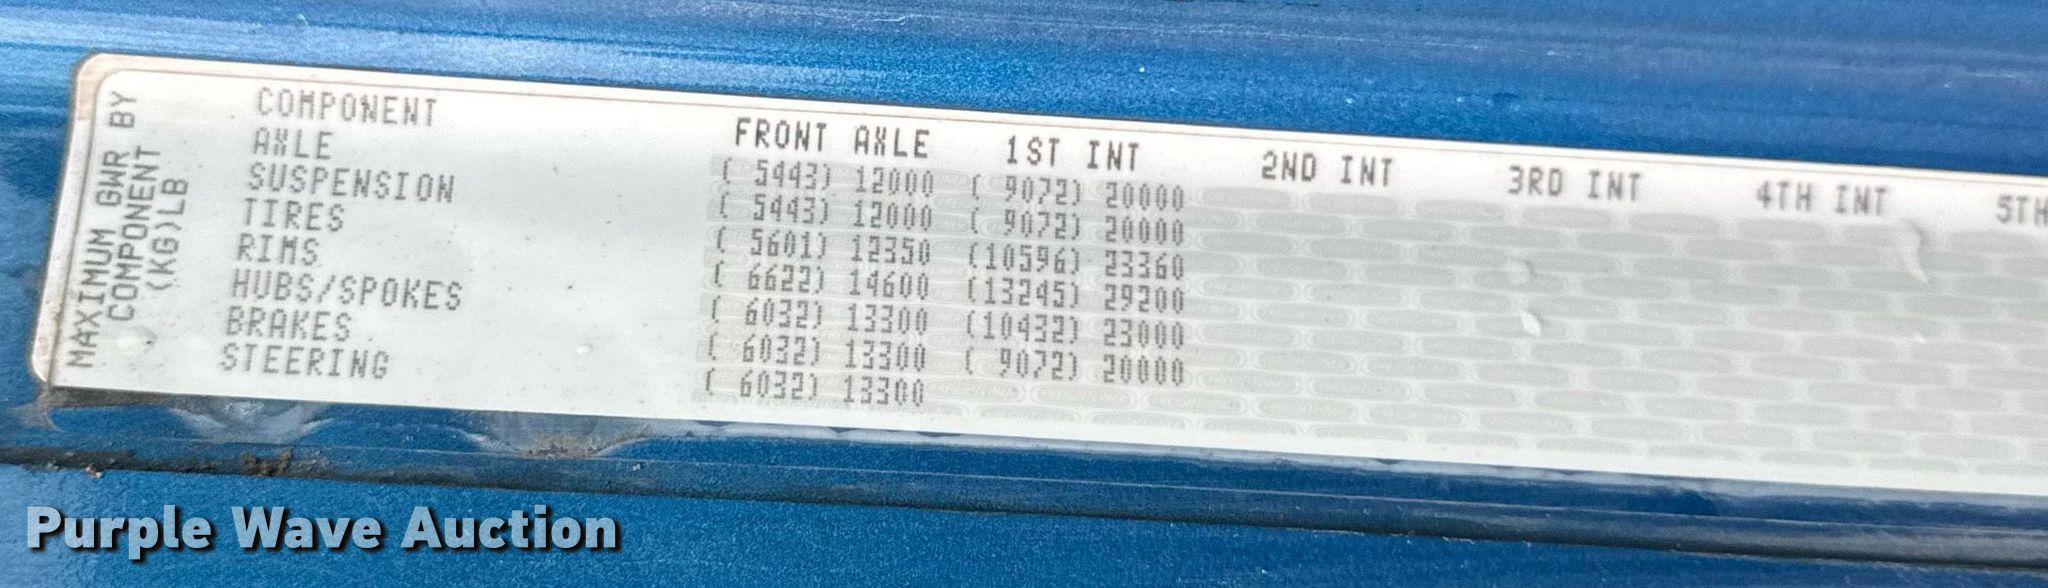 MAXIMUM GWR BY
COMPONENT
(KG)LB
COMPONENT FRONT AXLE 1ST INT 2ND INT 3RD INT 4TH INT 5TH
AXLE ( 5443) 12000 ( 9072) 20000
SUSPENSION ( 5443) 12000 ( 9072) 20000
TIRES ( 5601) 12350 (10596) 23360
RIMS ( 6622) 14600 (13245) 29200
HUBS/SPOKES ( 6032) 13300 (10432) 23000
BRAKES ( 6032) 13300 ( 9072) 20000
STEERING ( 6032) 13300
Purple Wave Auction